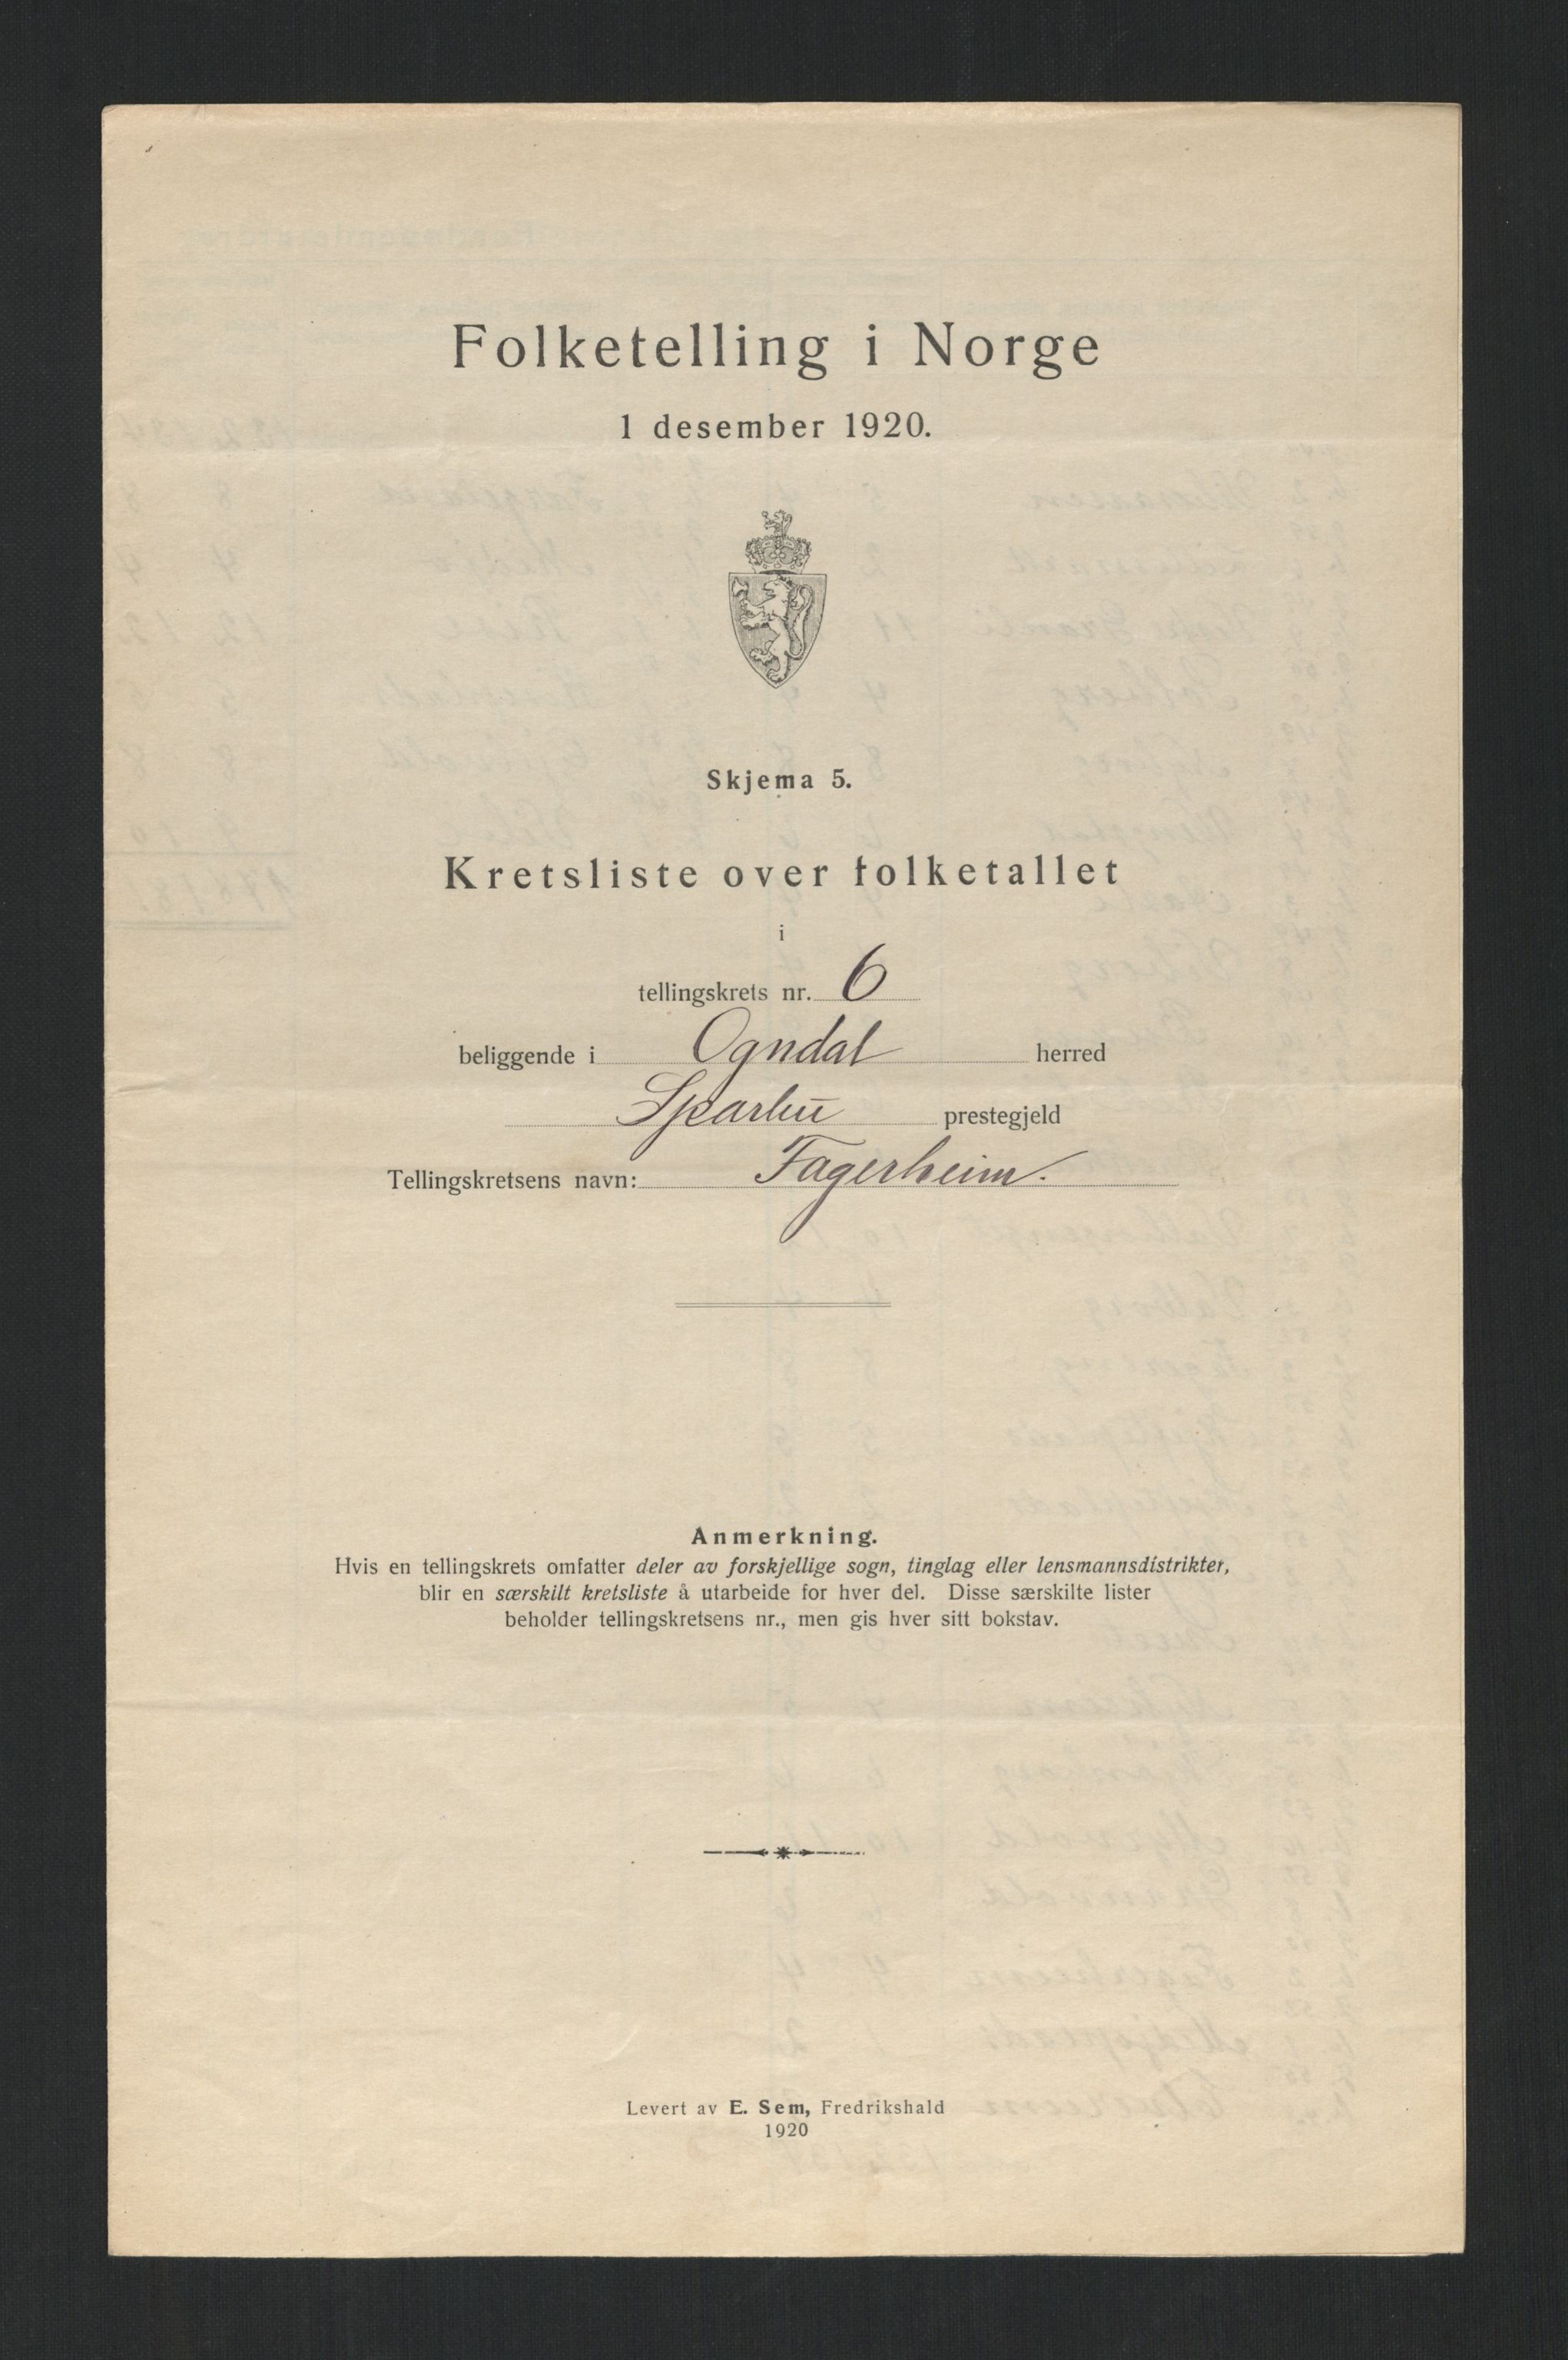 Folketelling i Norge
1 desember 1920.
Skjema 5.
Kretsliste over folketallet
i
tellingskrets nr. 6
beliggende i Ogndal herred
Sparbu prestegjeld
Tellingskretsens navn: Fagerheim.
Anmerkning.
Hvis en tellingskrets omfatter deler av forskjellige sogn, tinglag eller lensmannsdistrikter,
blir en særskilt kretsliste å utarbeide for hver del. Disse særskilte lister
beholder tellingskretsens nr., men gis hver sitt bokstav.
Levert av E. Sem, Fredrikshald
1920